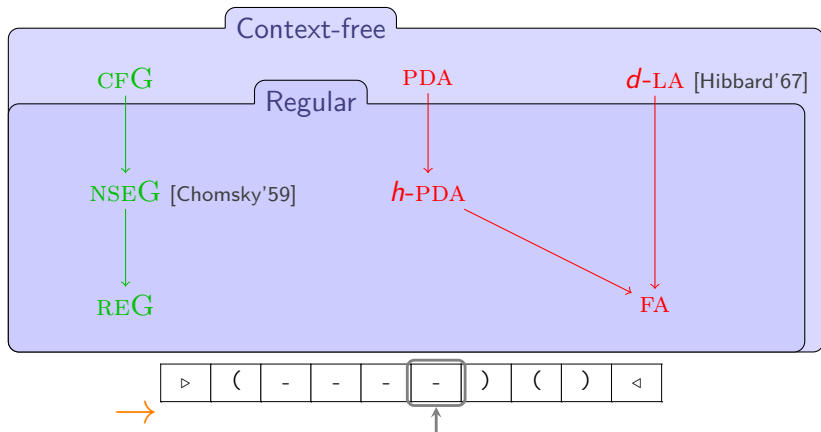 Context-free
CFG PDA d-LA [Hibbard'67]
Regular
NSEG [Chomsky'59] h-PDA
REG FA
▷ ( - - - - ) ( ) ◁